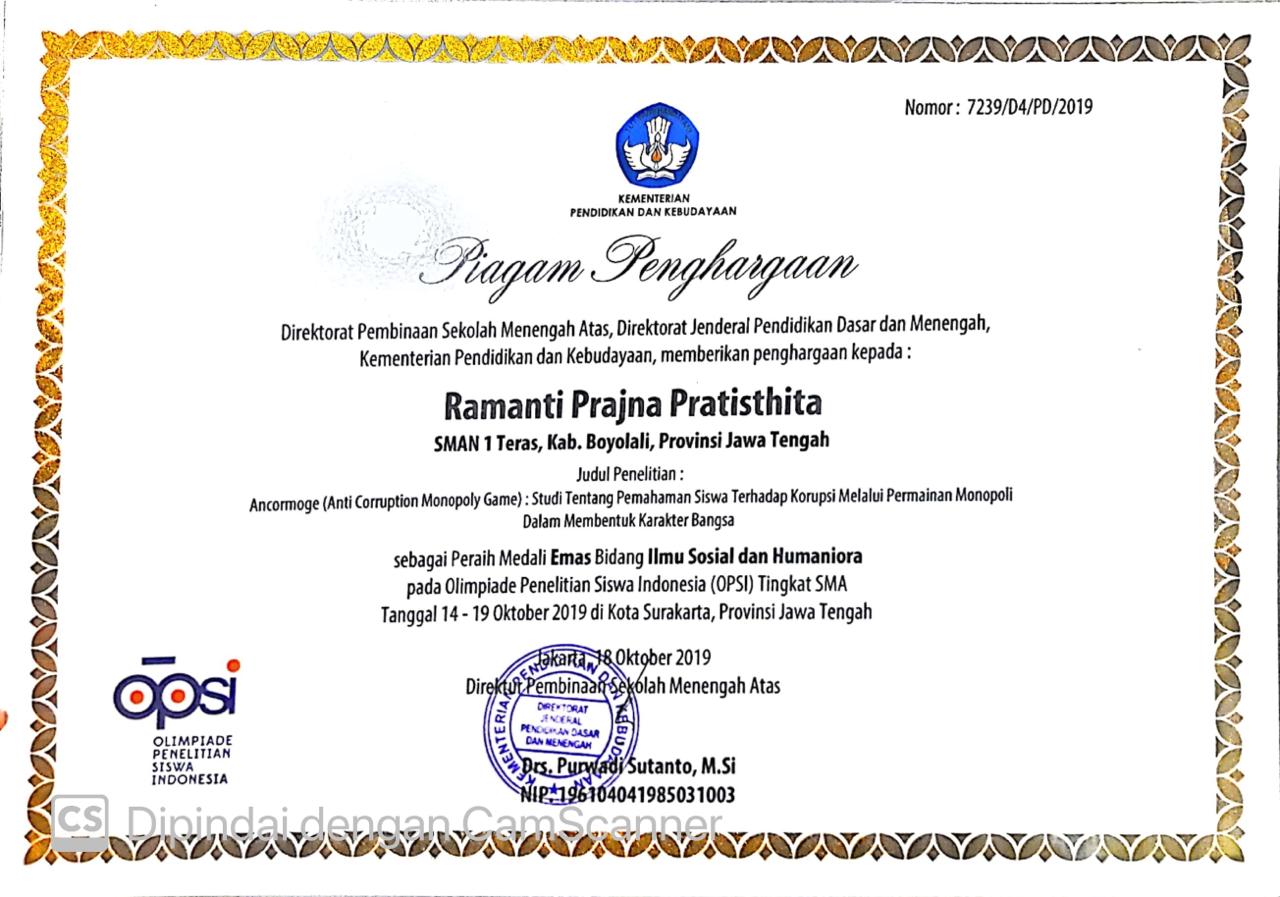 Nomor : 7239/D4/PD/2019
KEMENTERIAN
PENDIDIKAN DAN KEBUDAYAAN
Piagam Penghargaan
Direktorat Pembinaan Sekolah Menengah Atas, Direktorat Jenderal Pendidikan Dasar dan Menengah,
Kementerian Pendidikan dan Kebudayaan, memberikan penghargaan kepada :
Ramanti Prajna Pratisthita
SMAN 1 Teras, Kab. Boyolali, Provinsi Jawa Tengah
Judul Penelitian :
Ancormoge (Anti Corruption Monopoly Game) : Studi Tentang Pemahaman Siswa Terhadap Korupsi Melalui Permainan Monopoli
Dalam Membentuk Karakter Bangsa
sebagai Peraih Medali Emas Bidang Ilmu Sosial dan Humaniora
pada Olimpiade Penelitian Siswa Indonesia (OPSI) Tingkat SMA
Tanggal 14 - 19 Oktober 2019 di Kota Surakarta, Provinsi Jawa Tengah
Jakarta, 18 Oktober 2019
Direktur Pembinaan Sekolah Menengah Atas
KEMENTERIAN PENDIDIKAN DAN KEBUDAYAAN
DIREKTORAT
JENDERAL
PENDIDIKAN DASAR
DAN MENENGAH
Drs. Purwadi Sutanto, M.Si
NIP. 196104041985031003
opsi
OLIMPIADE
PENELITIAN
SISWA
INDONESIA
CS Dipindai dengan CamScanner